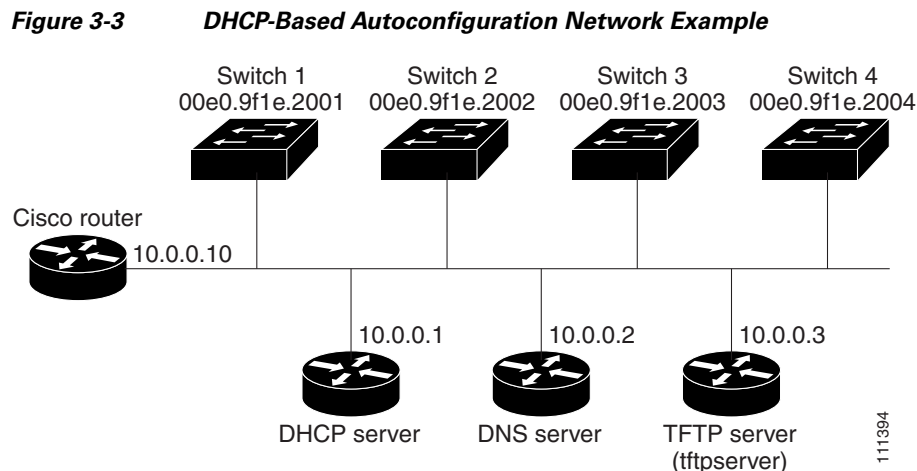 Figure 3-3 DHCP-Based Autoconfiguration Network Example
Switch 1
00e0.9f1e.2001
Switch 2
00e0.9f1e.2002
Switch 3
00e0.9f1e.2003
Switch 4
00e0.9f1e.2004
Cisco router
10.0.0.10
10.0.0.1
10.0.0.2
10.0.0.3
DHCP server
DNS server
TFTP server
(tftpserver)
111394